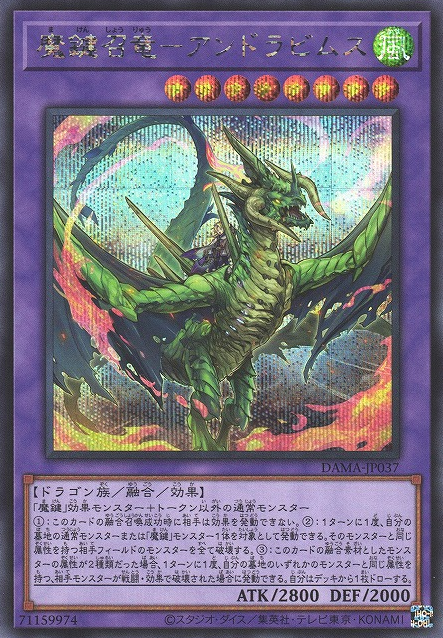 魔鍵召竜－アンドラビムス
風
DAMA-JP037
【ドラゴン族／融合／効果】
「魔鍵」効果モンスター＋トークン以外の通常モンスター
①：このカードの融合召喚成功時に相手は効果を発動できない。②：1ターンに1度、自分の
墓地の通常モンスターまたは「魔鍵」モンスター1体を対象として発動できる。そのモンスターと同じ
属性を持つ相手フィールドのモンスターを全て破壊する。③：このカードの融合素材としたモンス
ターの属性が2種類だった場合、1ターンに1度、自分の墓地のいずれかのモンスターと同じ属性を
持つ、相手モンスターが戦闘・効果で破壊された場合に発動できる。自分はデッキから1枚ドローする。
ATK/2800 DEF/2000
71159974
©スタジオ・ダイス／集英社・テレビ東京・KONAMI